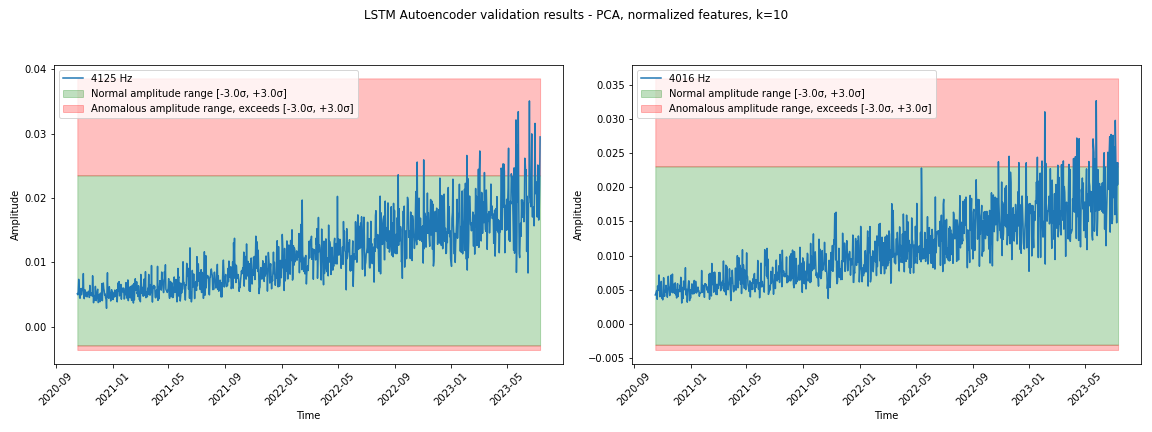 LSTM Autoencoder validation results - PCA, normalized features, k=10
4125 Hz
Normal amplitude range [-3.0σ, +3.0σ]
Anomalous amplitude range, exceeds [-3.0σ, +3.0σ]
0.04
0.03
0.02
0.01
0.00
Amplitude
2020-09
2021-01
2021-05
2021-09
2022-01
2022-05
2022-09
2023-01
2023-05
Time
4016 Hz
Normal amplitude range [-3.0σ, +3.0σ]
Anomalous amplitude range, exceeds [-3.0σ, +3.0σ]
0.035
0.030
0.025
0.020
0.015
0.010
0.005
0.000
−0.005
Amplitude
2020-09
2021-01
2021-05
2021-09
2022-01
2022-05
2022-09
2023-01
2023-05
Time